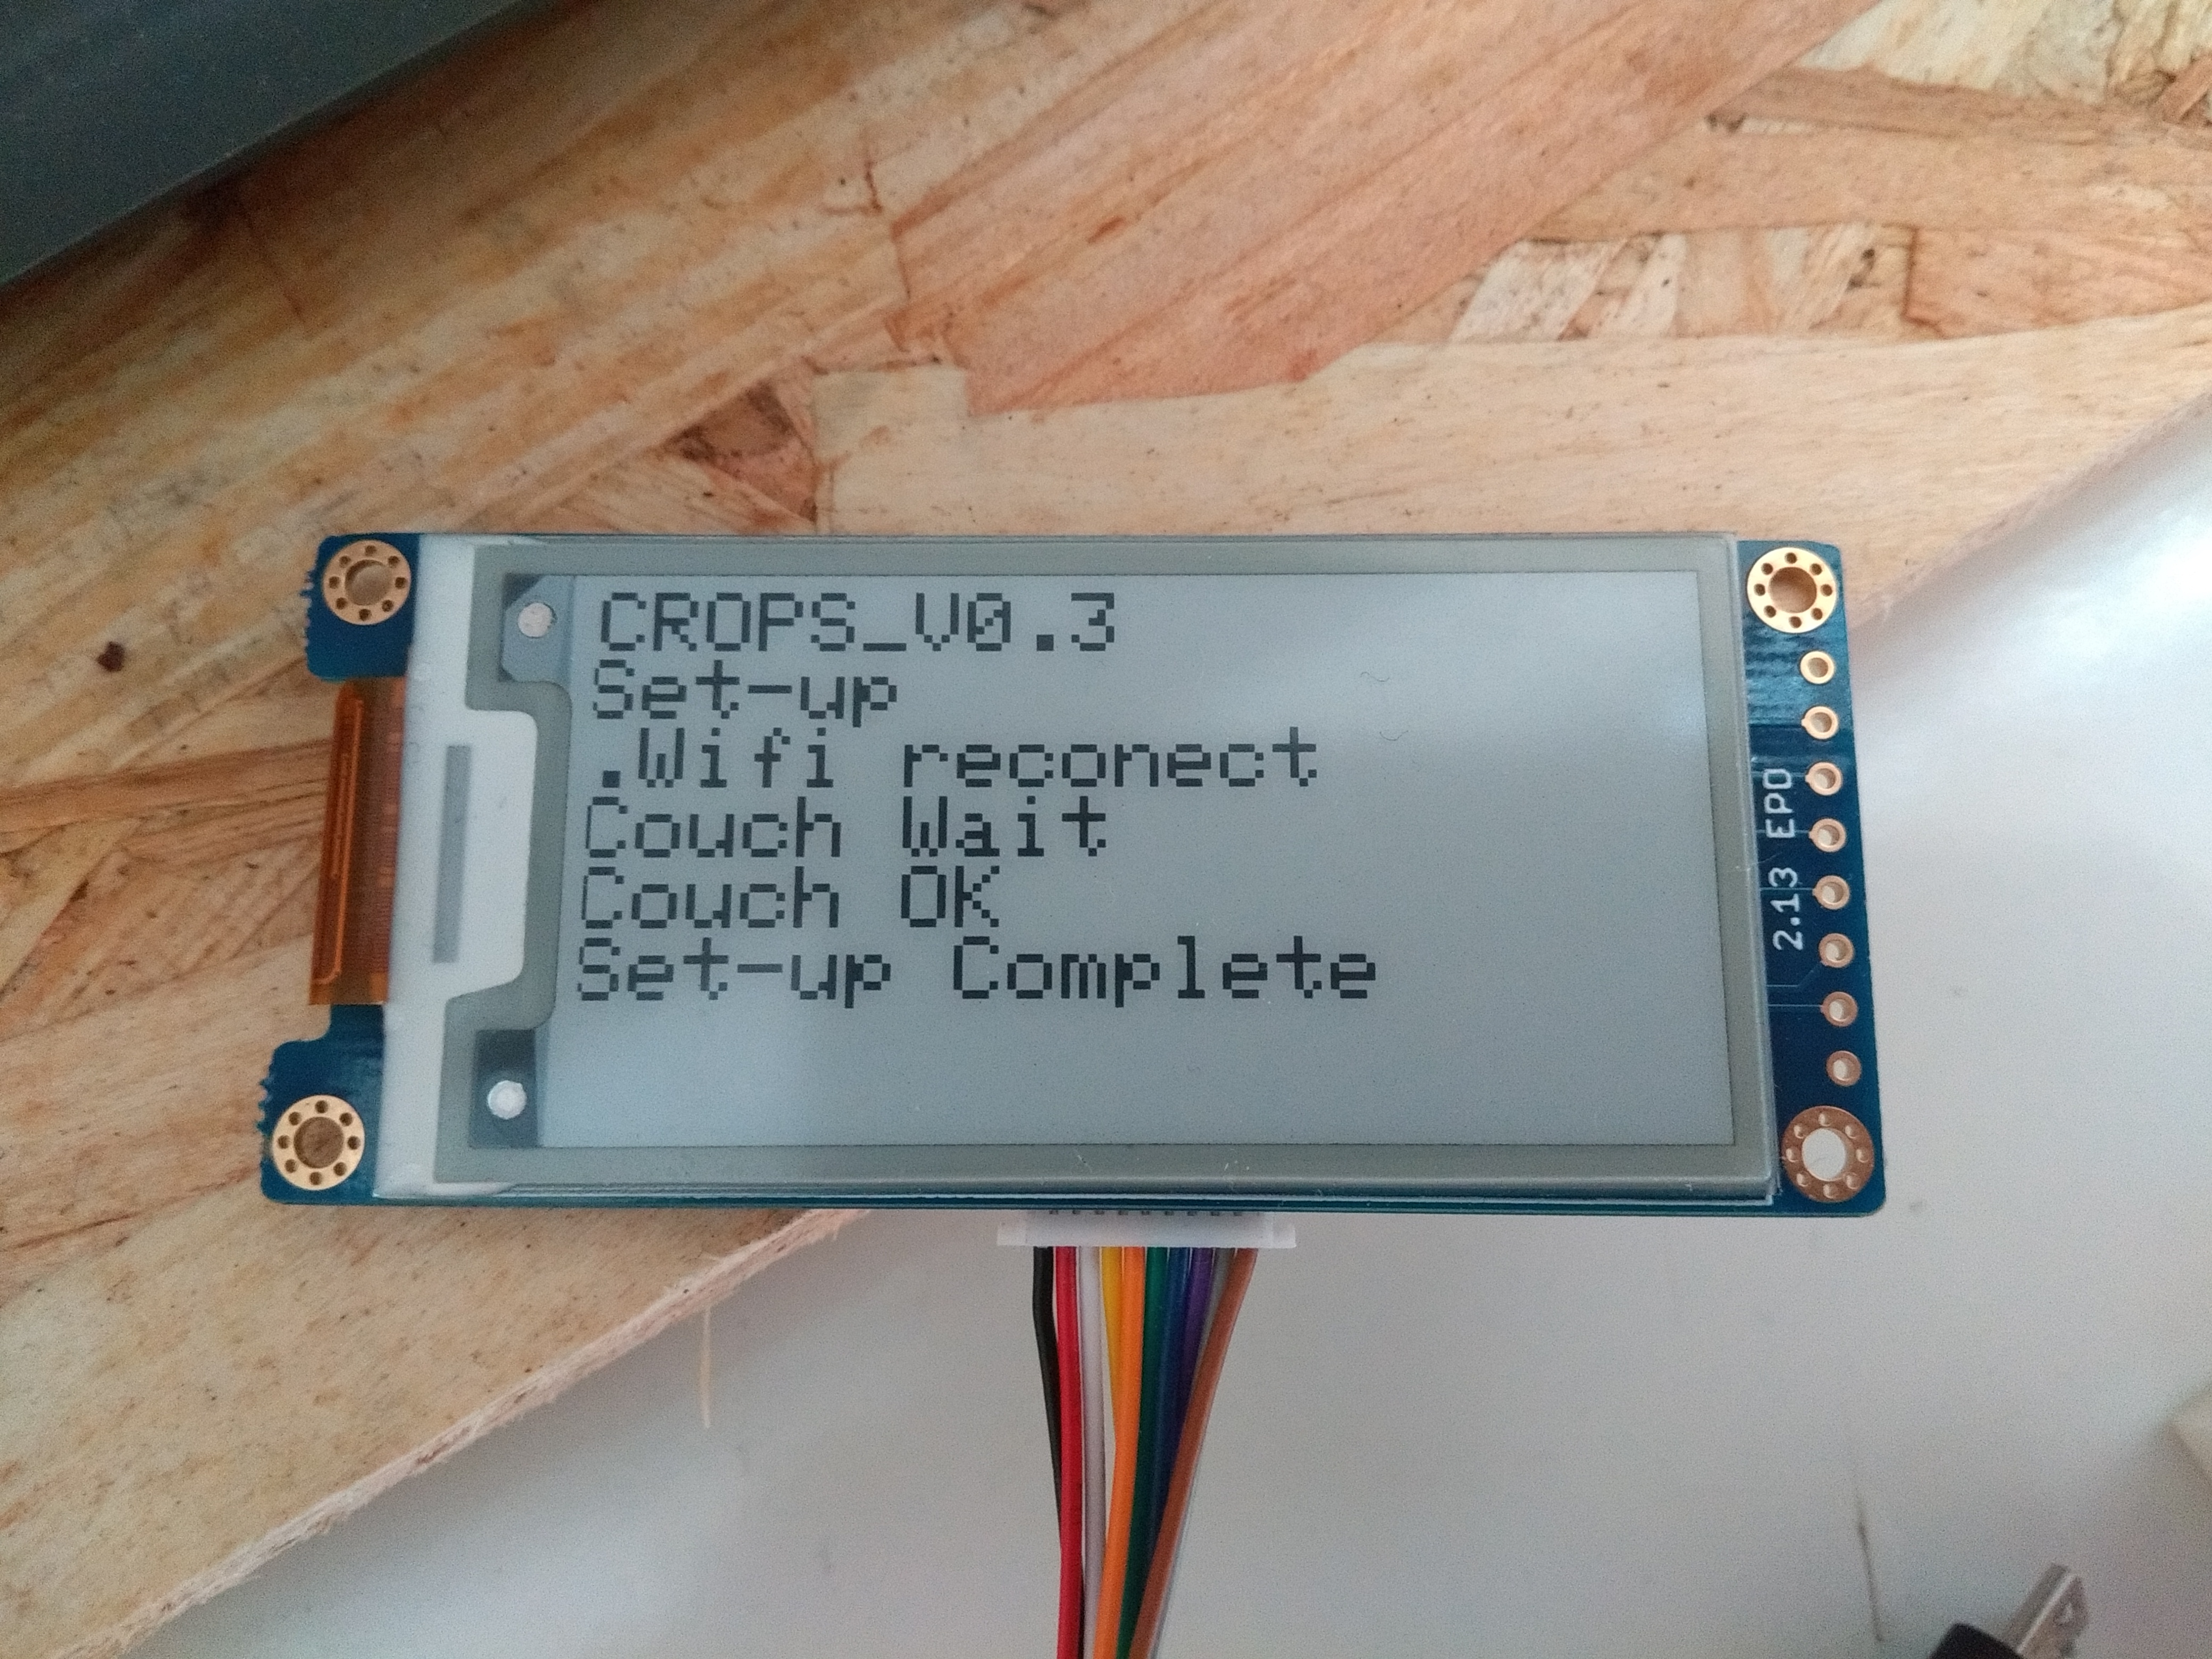 CROPS_V0.3
Set-up
.Wifi reconect
Couch Wait
Couch OK
Set-up Complete
2.13 EPD